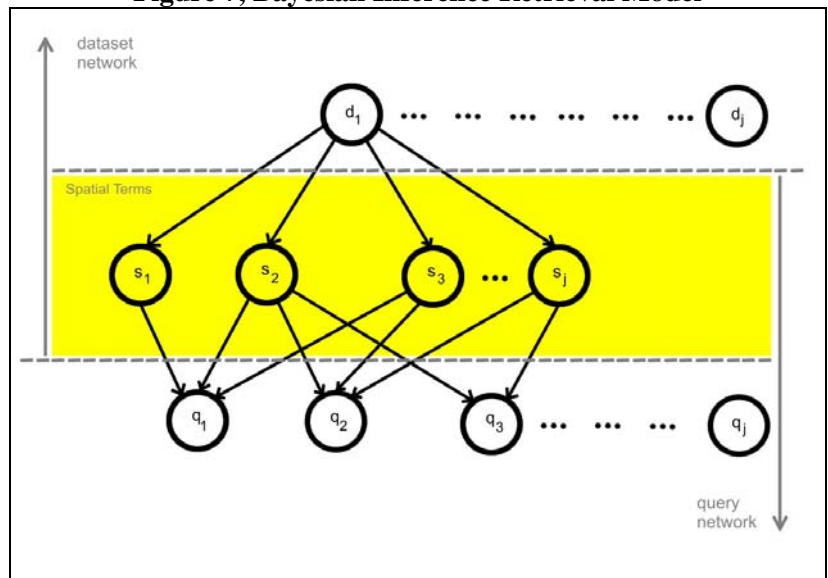 Figure 7, Bayesian Inference Retrieval Model
dataset
network
d1 ... ... ... ... ... ... dj
Spatial Terms
s1 s2 s3 ... sj
q1 q2 q3 ... ... ... qj
query
network